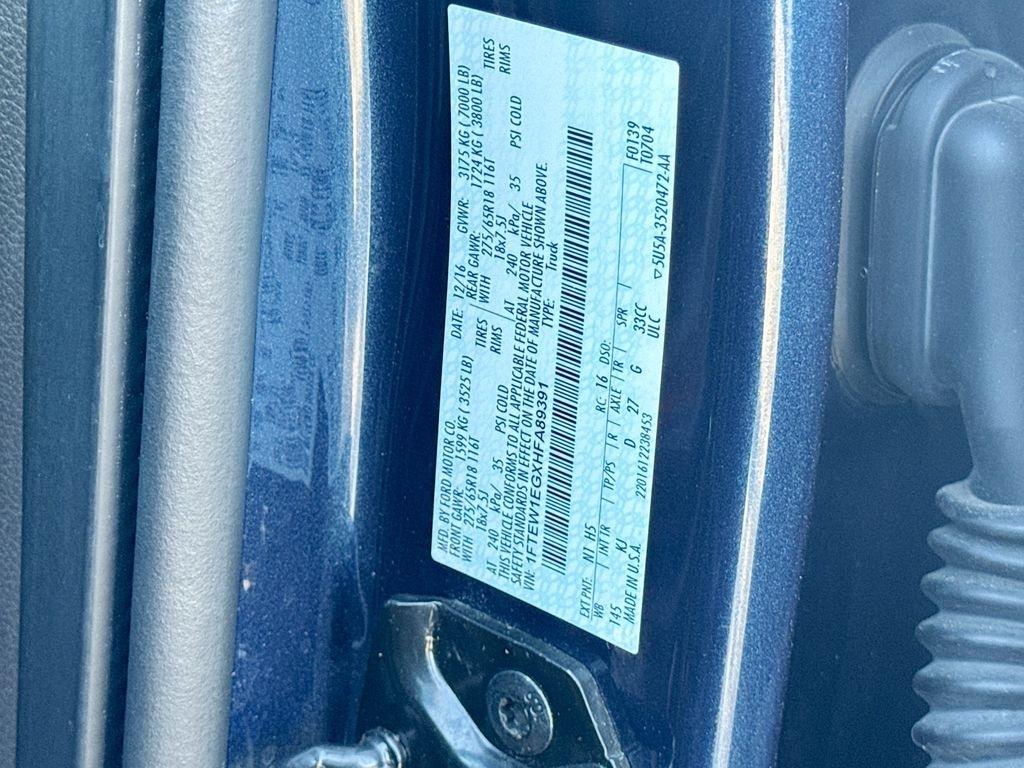 MFD. BY FORD MOTOR CO. DATE: 12/16 GVWR: 3175 KG ( 7000 LB)
FRONT GAWR: 1599 KG ( 3525 LB) REAR GAWR: 1724 KG ( 3800 LB)
WITH 275/65R18 116T TIRES WITH 275/65R18 116T TIRES
18x7.5J RIMS 18x7.5J RIMS
AT 240 kPa/ 35 PSI COLD AT 240 kPa/ 35 PSI COLD
THIS VEHICLE CONFORMS TO ALL APPLICABLE FEDERAL MOTOR VEHICLE
SAFETY STANDARDS IN EFFECT ON THE DATE OF MANUFACTURE SHOWN ABOVE.
VIN: 1FTEW1EGXHFA89391 TYPE: Truck
EXT PNT: N1 H5 RC: 16 DSO: F0139
WB INT TR TP/PS R AXLE TR SPR T0704
145 KJ D 27 G 33CC
MADE IN U.S.A. 2201612238453 ULC ▽5U5A-3520472-AA